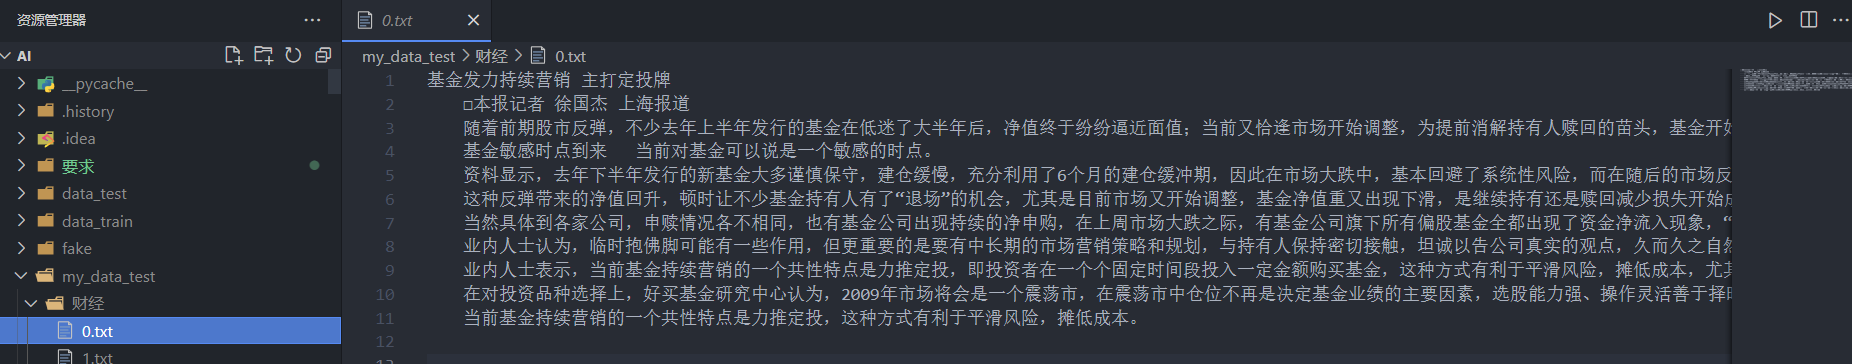 资源管理器
0.txt
AI
my_data_test
财经
0.txt
__pycache__
.history
.idea
要求
data_test
data_train
fake
my_data_test
财经
0.txt
1.txt
1 基金发力持续营销 主打定投牌
2 □本报记者 徐国杰 上海报道
3 随着前期股市反弹，不少去年上半年发行的基金在低迷了大半年后，净值终于纷纷逼近面值；当前又恰逢市场开始调整，为提前消解持有人赎回的苗头，基金开始
4 基金敏感时点到来 当前对基金可以说是一个敏感的时点。
5 资料显示，去年下半年发行的新基金大多谨慎保守，建仓缓慢，充分利用了6个月的建仓缓冲期，因此在市场大跌中，基本回避了系统性风险，而在随后的市场反
6 这种反弹带来的净值回升，顿时让不少基金持有人有了“退场”的机会，尤其是目前市场又开始调整，基金净值重又出现下滑，是继续持有还是赎回减少损失开始成
7 当然具体到各家公司，申赎情况各不相同，也有基金公司出现持续的净申购，在上周市场大跌之际，有基金公司旗下所有偏股基金全都出现了资金净流入现象，“
8 业内人士认为，临时抱佛脚可能有一些作用，但更重要的是要有中长期的市场营销策略和规划，与持有人保持密切接触，坦诚以告公司真实的观点，久而久之自然
9 业内人士表示，当前基金持续营销的一个共性特点是力推定投，即投资者在一个个固定时间段投入一定金额购买基金，这种方式有利于平滑风险，摊低成本，尤其
10 在对投资品种选择上，好买基金研究中心认为，2009年市场将会是一个震荡市，在震荡市中仓位不再是决定基金业绩的主要因素，选股能力强、操作灵活善于择时
11 当前基金持续营销的一个共性特点是力推定投，这种方式有利于平滑风险，摊低成本。
12
13